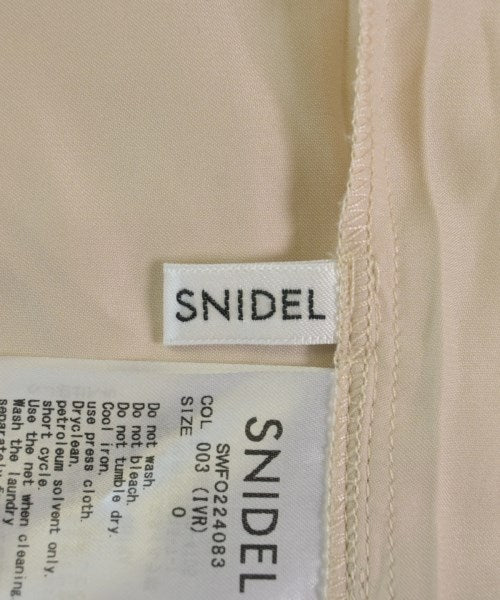 SNIDEL
SNIDEL
SWFO224083
COL 003 (IVR)
SIZE 0
Do not wash.
Do not bleach.
Do not tumble dry.
Cool iron.
use press cloth.
Dryclean.
petroleum solvent only.
short cycle.
Use the net when cleaning
Wash the laundry
separately